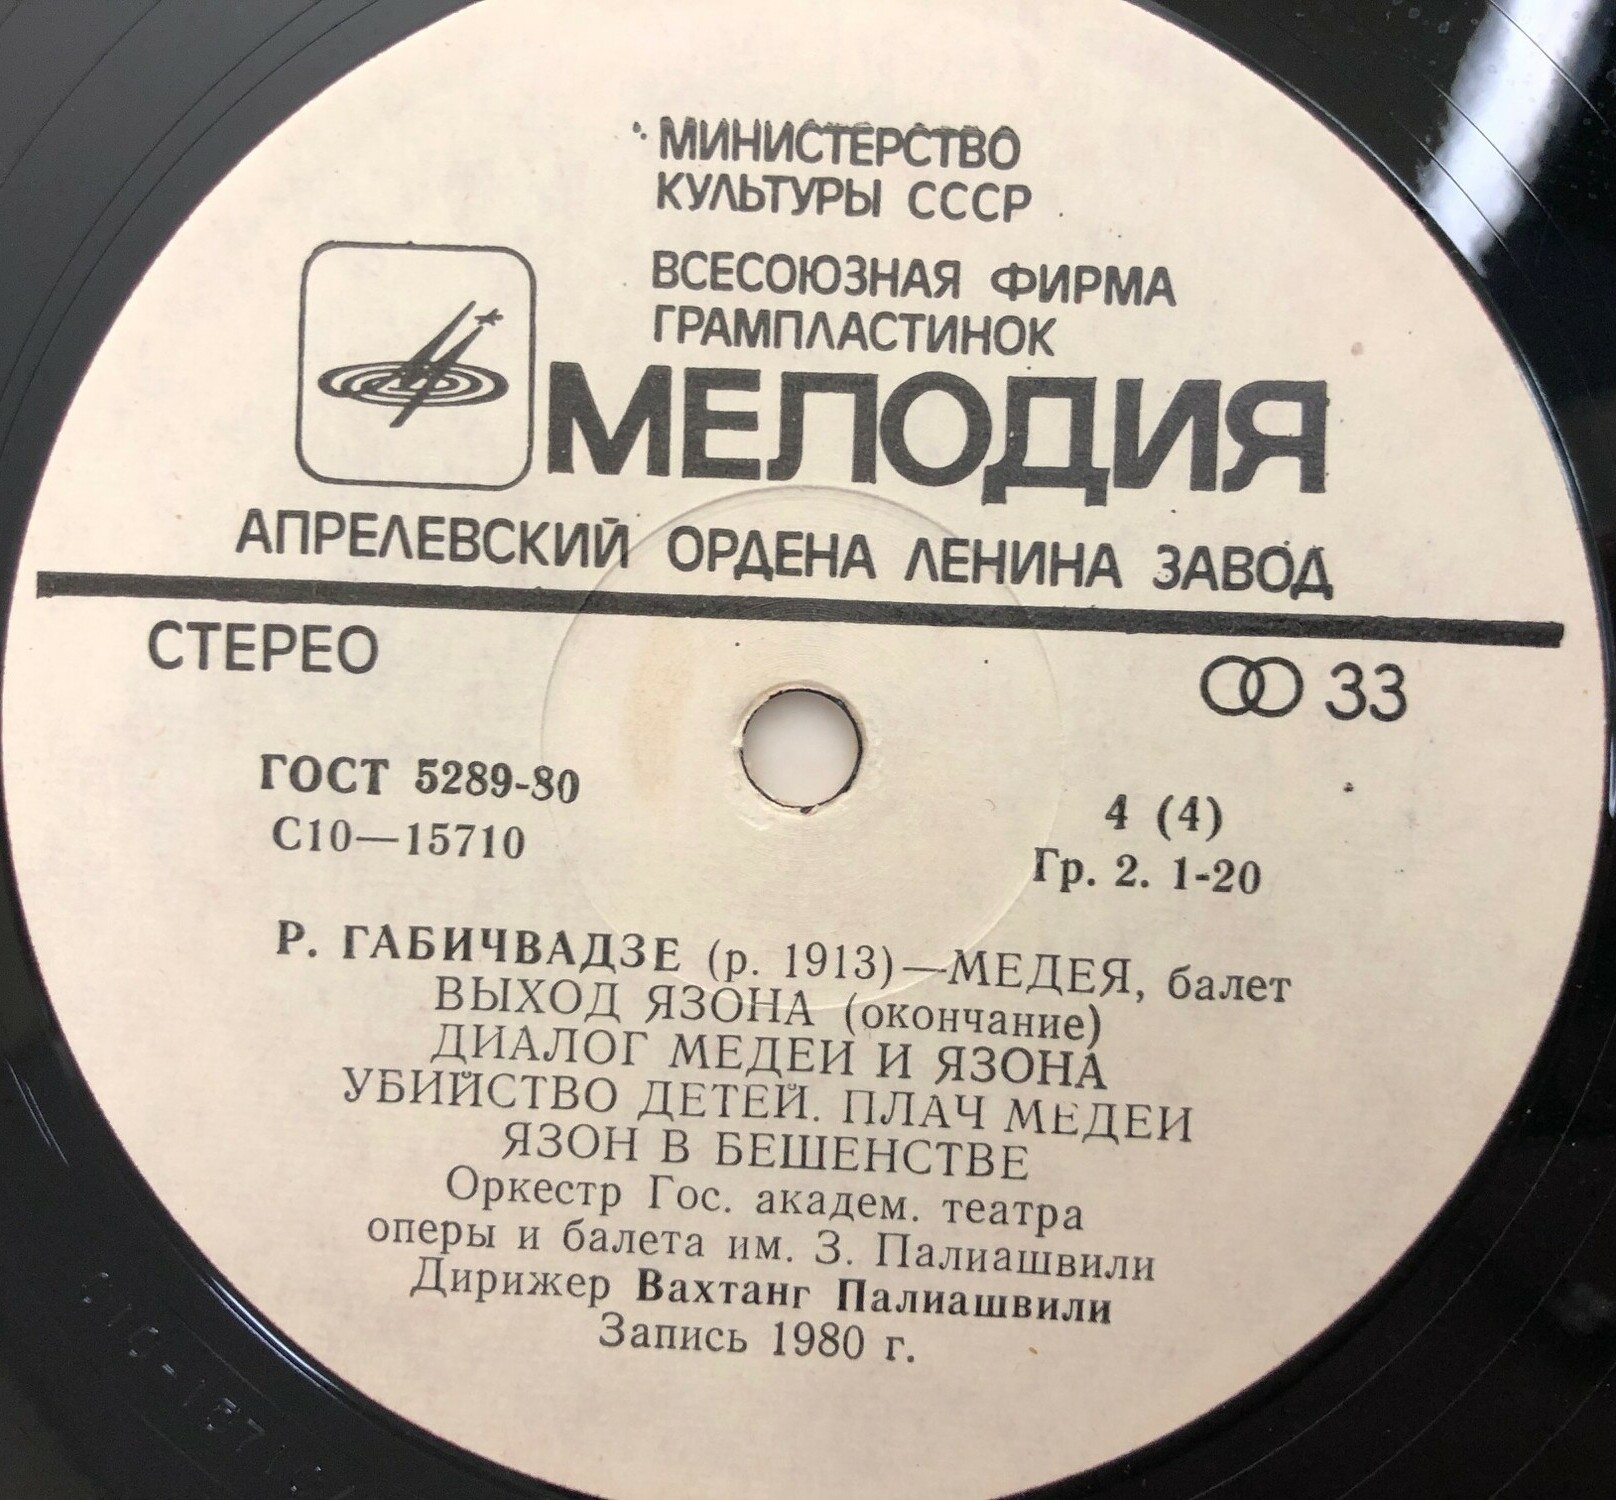 МИНИСТЕРСТВО
КУЛЬТУРЫ СССР
ВСЕСОЮЗНАЯ ФИРМА
ГРАМПЛАСТИНОК
МЕЛОДИЯ
АПРЕЛЕВСКИЙ ОРДЕНА ЛЕНИНА ЗАВОД
СТЕРЕО
33
ГОСТ 5289-80
С10—15710
4 (4)
Гр. 2. 1-20
Р. ГАБИЧВАДЗЕ (р. 1913)—МЕДЕЯ, балет
ВЫХОД ЯЗОНА (окончание)
ДИАЛОГ МЕДЕИ И ЯЗОНА
УБИЙСТВО ДЕТЕЙ. ПЛАЧ МЕДЕИ
ЯЗОН В БЕШЕНСТВЕ
Оркестр Гос. академ. театра
оперы и балета им. З. Палиашвили
Дирижер Вахтанг Палиашвили
Запись 1980 г.